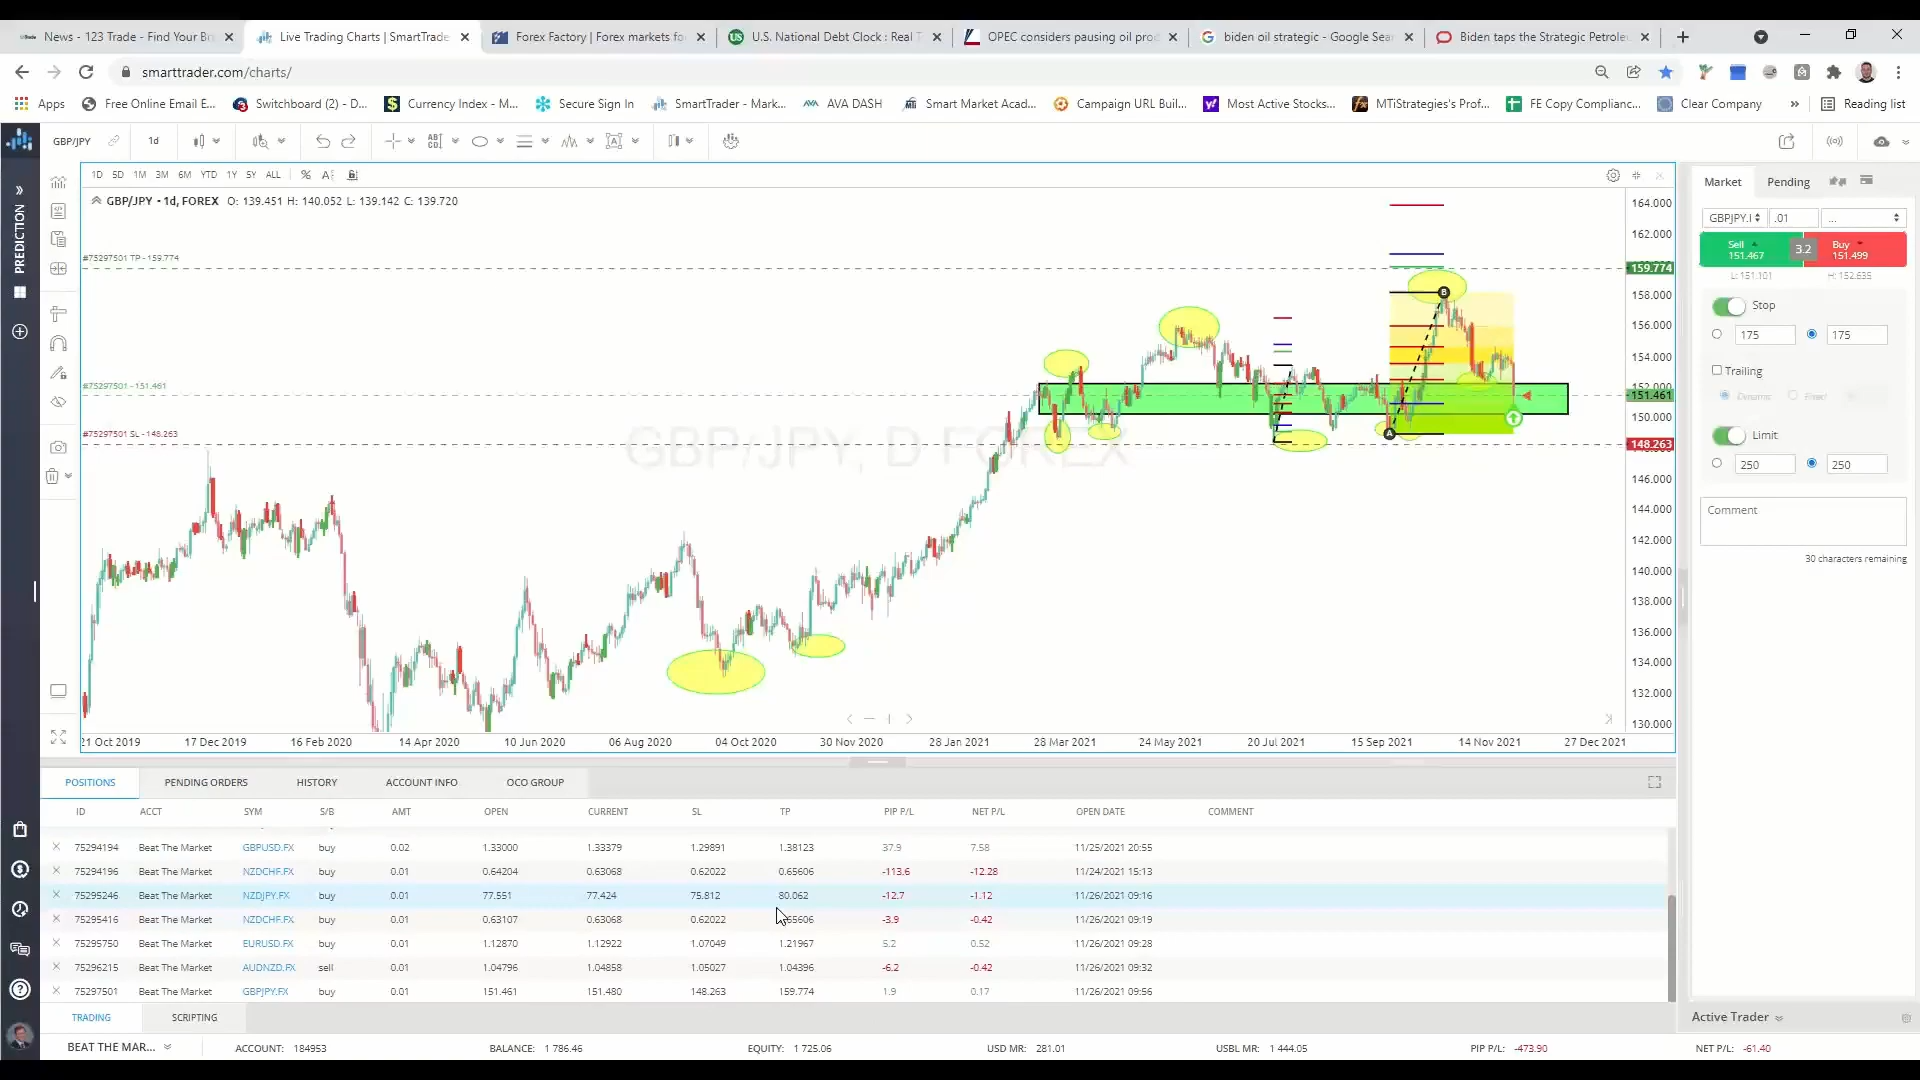 News - 123 Trade - Find Your Br
Live Trading Charts | SmartTrade
Forex Factory | Forex markets fo
U.S. National Debt Clock : Real T
OPEC considers pausing oil prod
biden oil strategic - Google Sear
Biden taps the Strategic Petrole
smarttrader.com/charts/
Apps Free Online Email E... Switchboard (2) - D... Currency Index - M... Secure Sign In SmartTrader - Mark... AVA DASH Smart Market Acad... Campaign URL Buil... Most Active Stocks... MTiStrategies's Prof... FE Copy Complianc... Clear Company » Reading list
GBP/JPY 1d
1D 5D 1M 3M 6M YTD 1Y 5Y ALL %
GBP/JPY - 1d, FOREX O: 139.451 H: 140.052 L: 139.142 C: 139.720
PREDICTION
#75297501 TP - 159.774
#75297501 - 151.461
#75297501 SL - 148.263
GBP/JPY, D FOREX
A
B
164.000
162.000
159.774
158.000
156.000
154.000
152.000
151.461
150.000
148.263
146.000
144.000
142.000
140.000
138.000
136.000
134.000
132.000
130.000
21 Oct 2019 17 Dec 2019 16 Feb 2020 14 Apr 2020 10 Jun 2020 06 Aug 2020 04 Oct 2020 30 Nov 2020 28 Jan 2021 28 Mar 2021 24 May 2021 20 Jul 2021 15 Sep 2021 14 Nov 2021 27 Dec 2021
Market Pending
GBPJPY.I .01 ...
Sell 151.467 3.2 Buy 151.499
L: 151.101 H: 152.635
Stop
175 175
Trailing
Dynamic Fixed
Limit
250 250
Comment
30 characters remaining
Active Trader
POSITIONS PENDING ORDERS HISTORY ACCOUNT INFO OCO GROUP
ID ACCT SYM S/B AMT OPEN CURRENT SL TP PIP P/L NET P/L OPEN DATE COMMENT
75294194 Beat The Market GBPUSD.FX buy 0.02 1.33000 1.33379 1.29891 1.38123 37.9 7.58 11/25/2021 20:55
75294196 Beat The Market NZDCHF.FX buy 0.01 0.64204 0.63068 0.62022 0.65606 -113.6 -12.28 11/24/2021 15:13
75295246 Beat The Market NZDJPY.FX buy 0.01 77.551 77.424 75.812 80.062 -12.7 -1.12 11/26/2021 09:16
75295416 Beat The Market NZDCHF.FX buy 0.01 0.63107 0.63068 0.62022 0.65606 -3.9 -0.42 11/26/2021 09:19
75295750 Beat The Market EURUSD.FX buy 0.01 1.12870 1.12922 1.07049 1.21967 5.2 0.52 11/26/2021 09:28
75296215 Beat The Market AUDNZD.FX sell 0.01 1.04796 1.04858 1.05027 1.04396 -6.2 -0.42 11/26/2021 09:32
75297501 Beat The Market GBPJPY.FX buy 0.01 151.461 151.480 148.263 159.774 1.9 0.17 11/26/2021 09:56
TRADING SCRIPTING
BEAT THE MAR... ACCOUNT: 184953 BALANCE: 1 786.46 EQUITY: 1 725.06 USD MR: 281.01 USBL MR: 1 444.05 PIP P/L: -473.90 NET P/L: -61.40